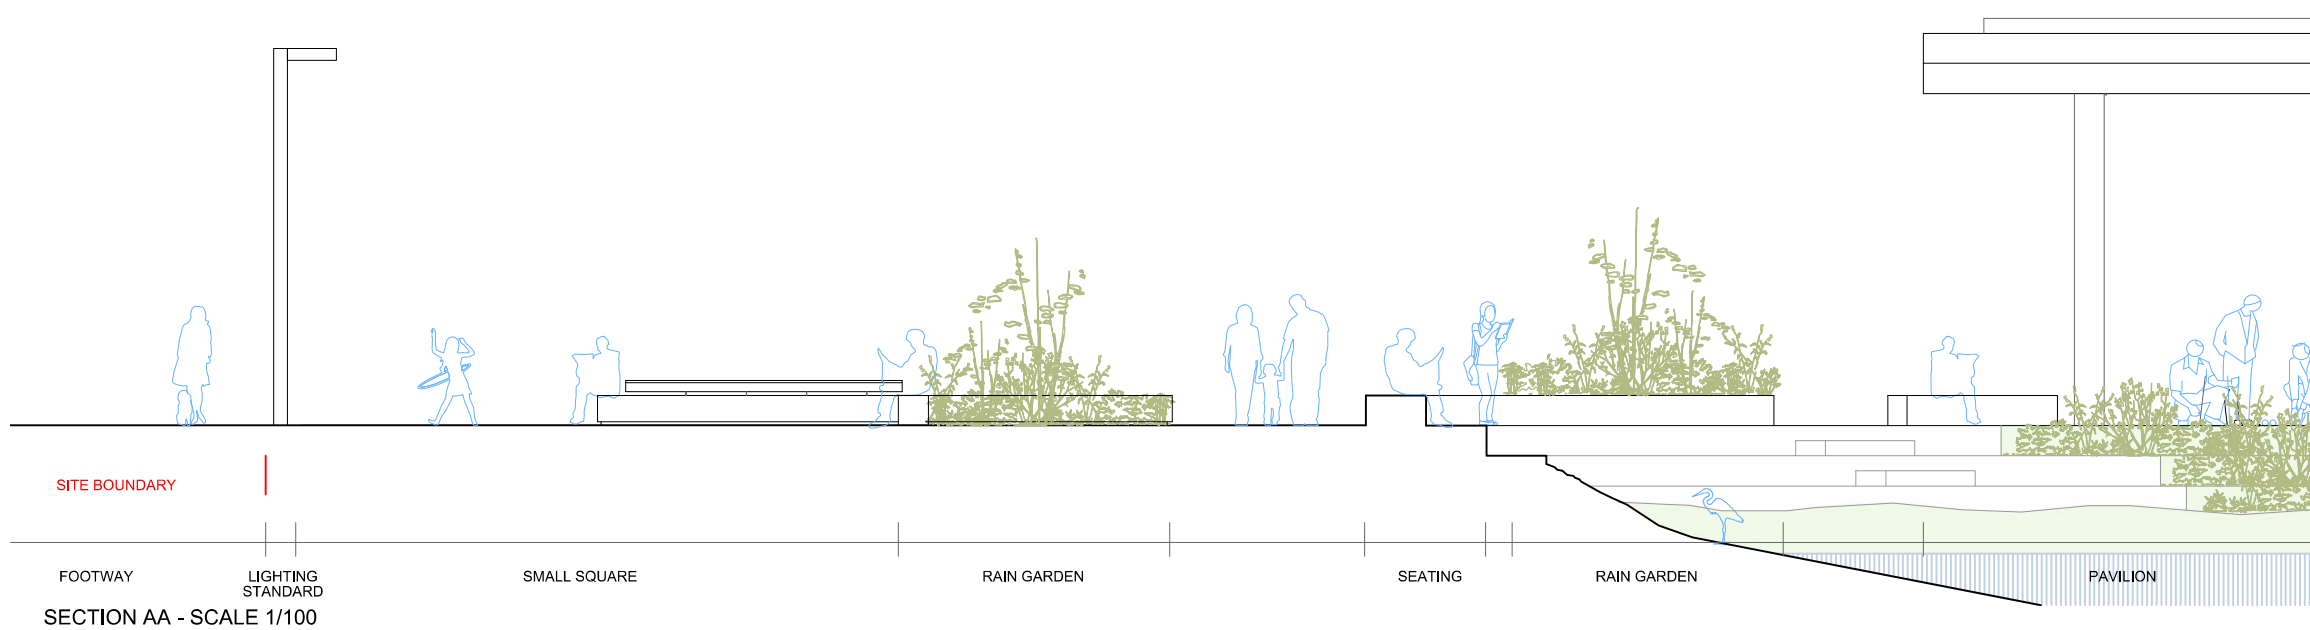 SITE BOUNDARY
FOOTWAY
LIGHTING
STANDARD
SMALL SQUARE
RAIN GARDEN
SEATING
RAIN GARDEN
PAVILION
SECTION AA - SCALE 1/100